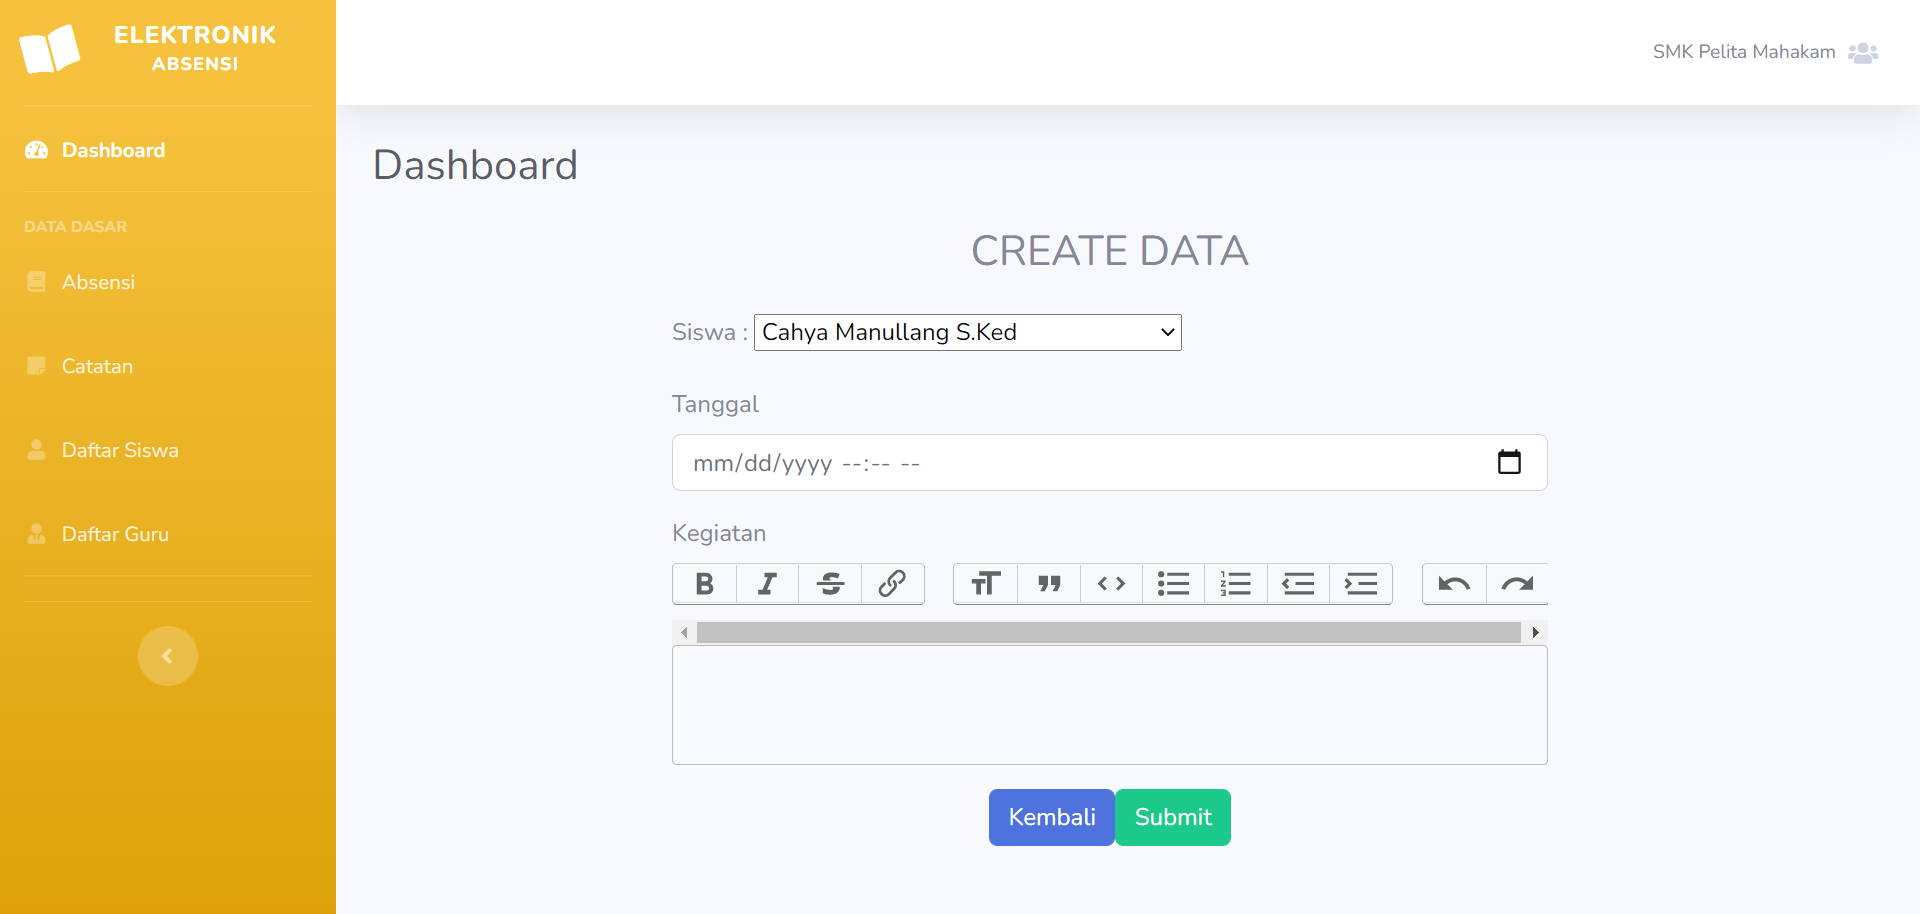 ELEKTRONIK
ABSENSI
SMK Pelita Mahakam
Dashboard
DATA DASAR
Absensi
Catatan
Daftar Siswa
Daftar Guru
Dashboard
CREATE DATA
Siswa : Cahya Manullang S.Ked
Tanggal
mm/dd/yyyy --:-- --
Kegiatan
Kembali Submit